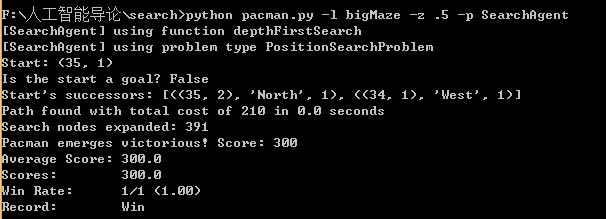 F:\人工智能导论\search>python pacman.py -l bigMaze -z .5 -p SearchAgent
[SearchAgent] using function depthFirstSearch
[SearchAgent] using problem type PositionSearchProblem
Start: (35, 1)
Is the start a goal? False
Start's successors: [((35, 2), 'North', 1), ((34, 1), 'West', 1)]
Path found with total cost of 210 in 0.0 seconds
Search nodes expanded: 391
Pacman emerges victorious! Score: 300
Average Score: 300.0
Scores:        300.0
Win Rate:      1/1 (1.00)
Record:        Win